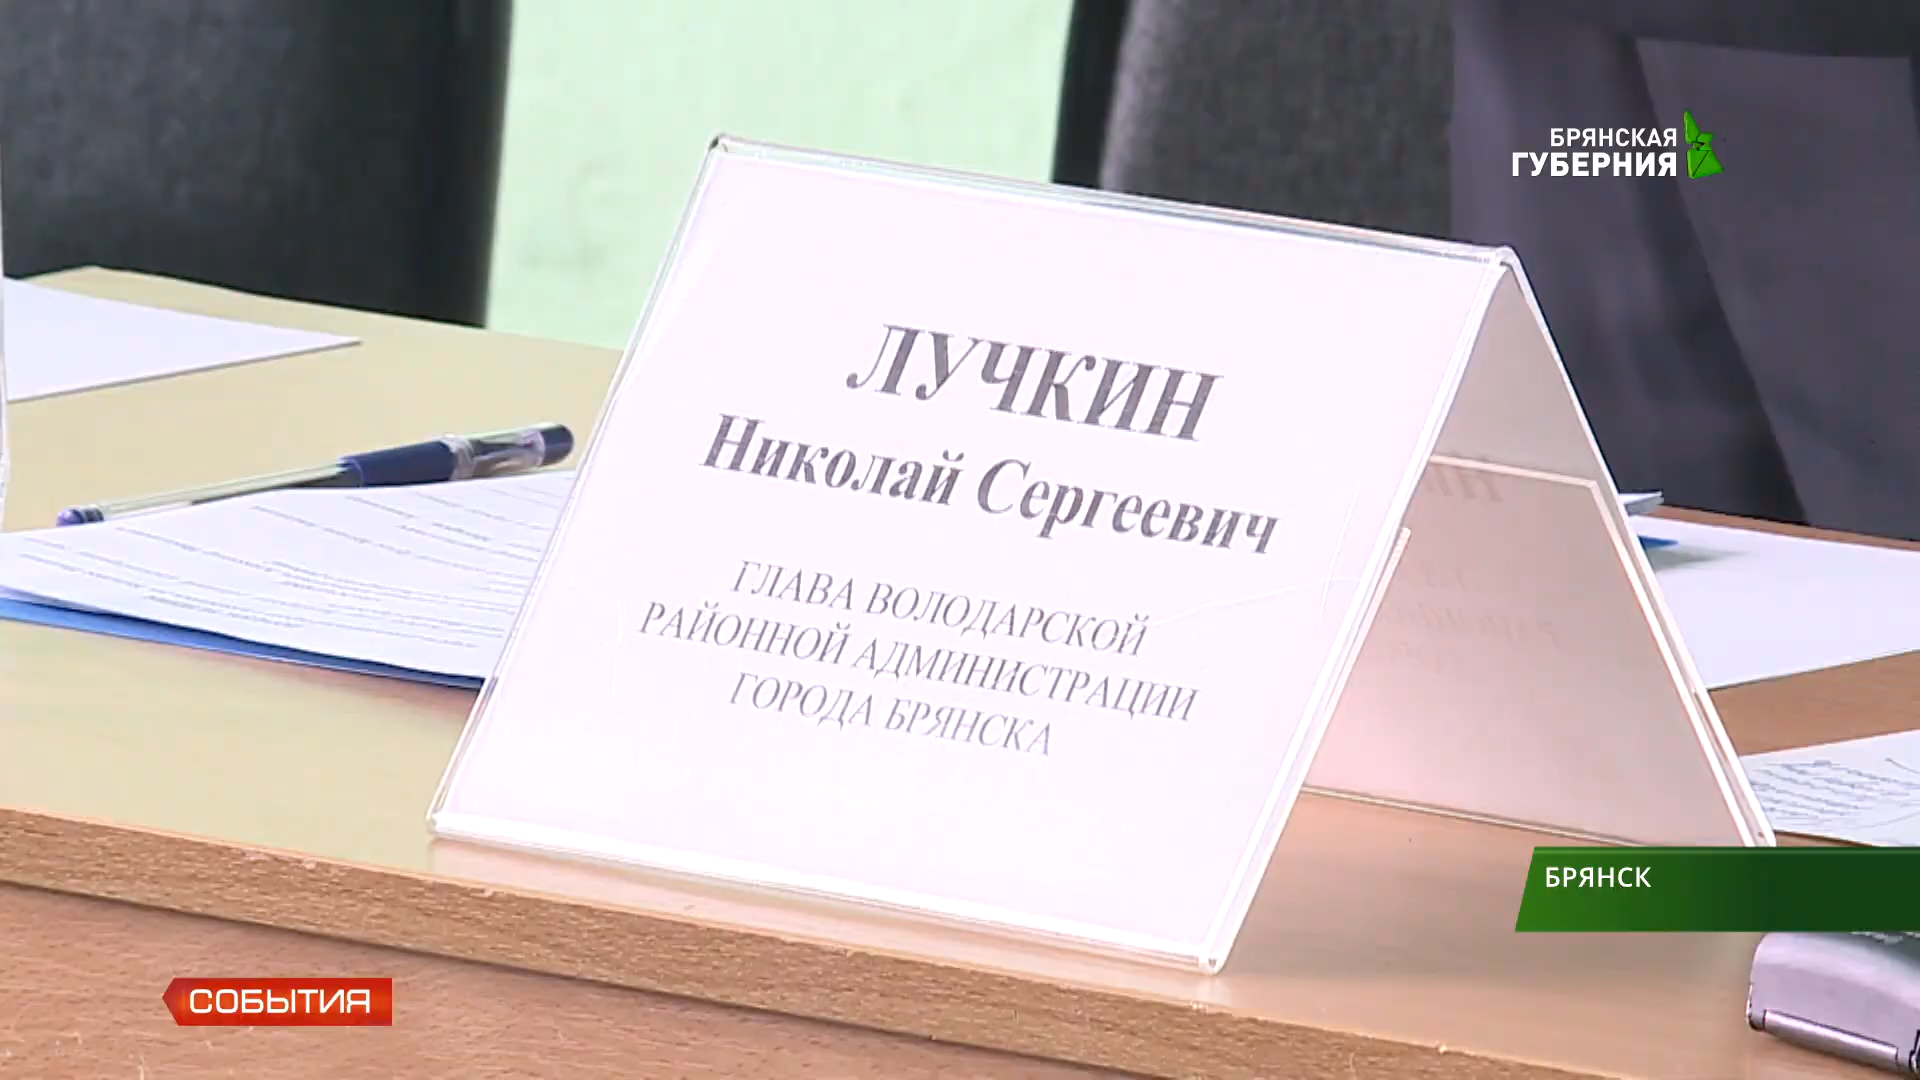 БРЯНСКАЯ
ГУБЕРНИЯ
ЛУЧКИН
Николай Сергеевич
ГЛАВА ВОЛОДАРСКОЙ
РАЙОННОЙ АДМИНИСТРАЦИИ
ГОРОДА БРЯНСКА
БРЯНСК
СОБЫТИЯ